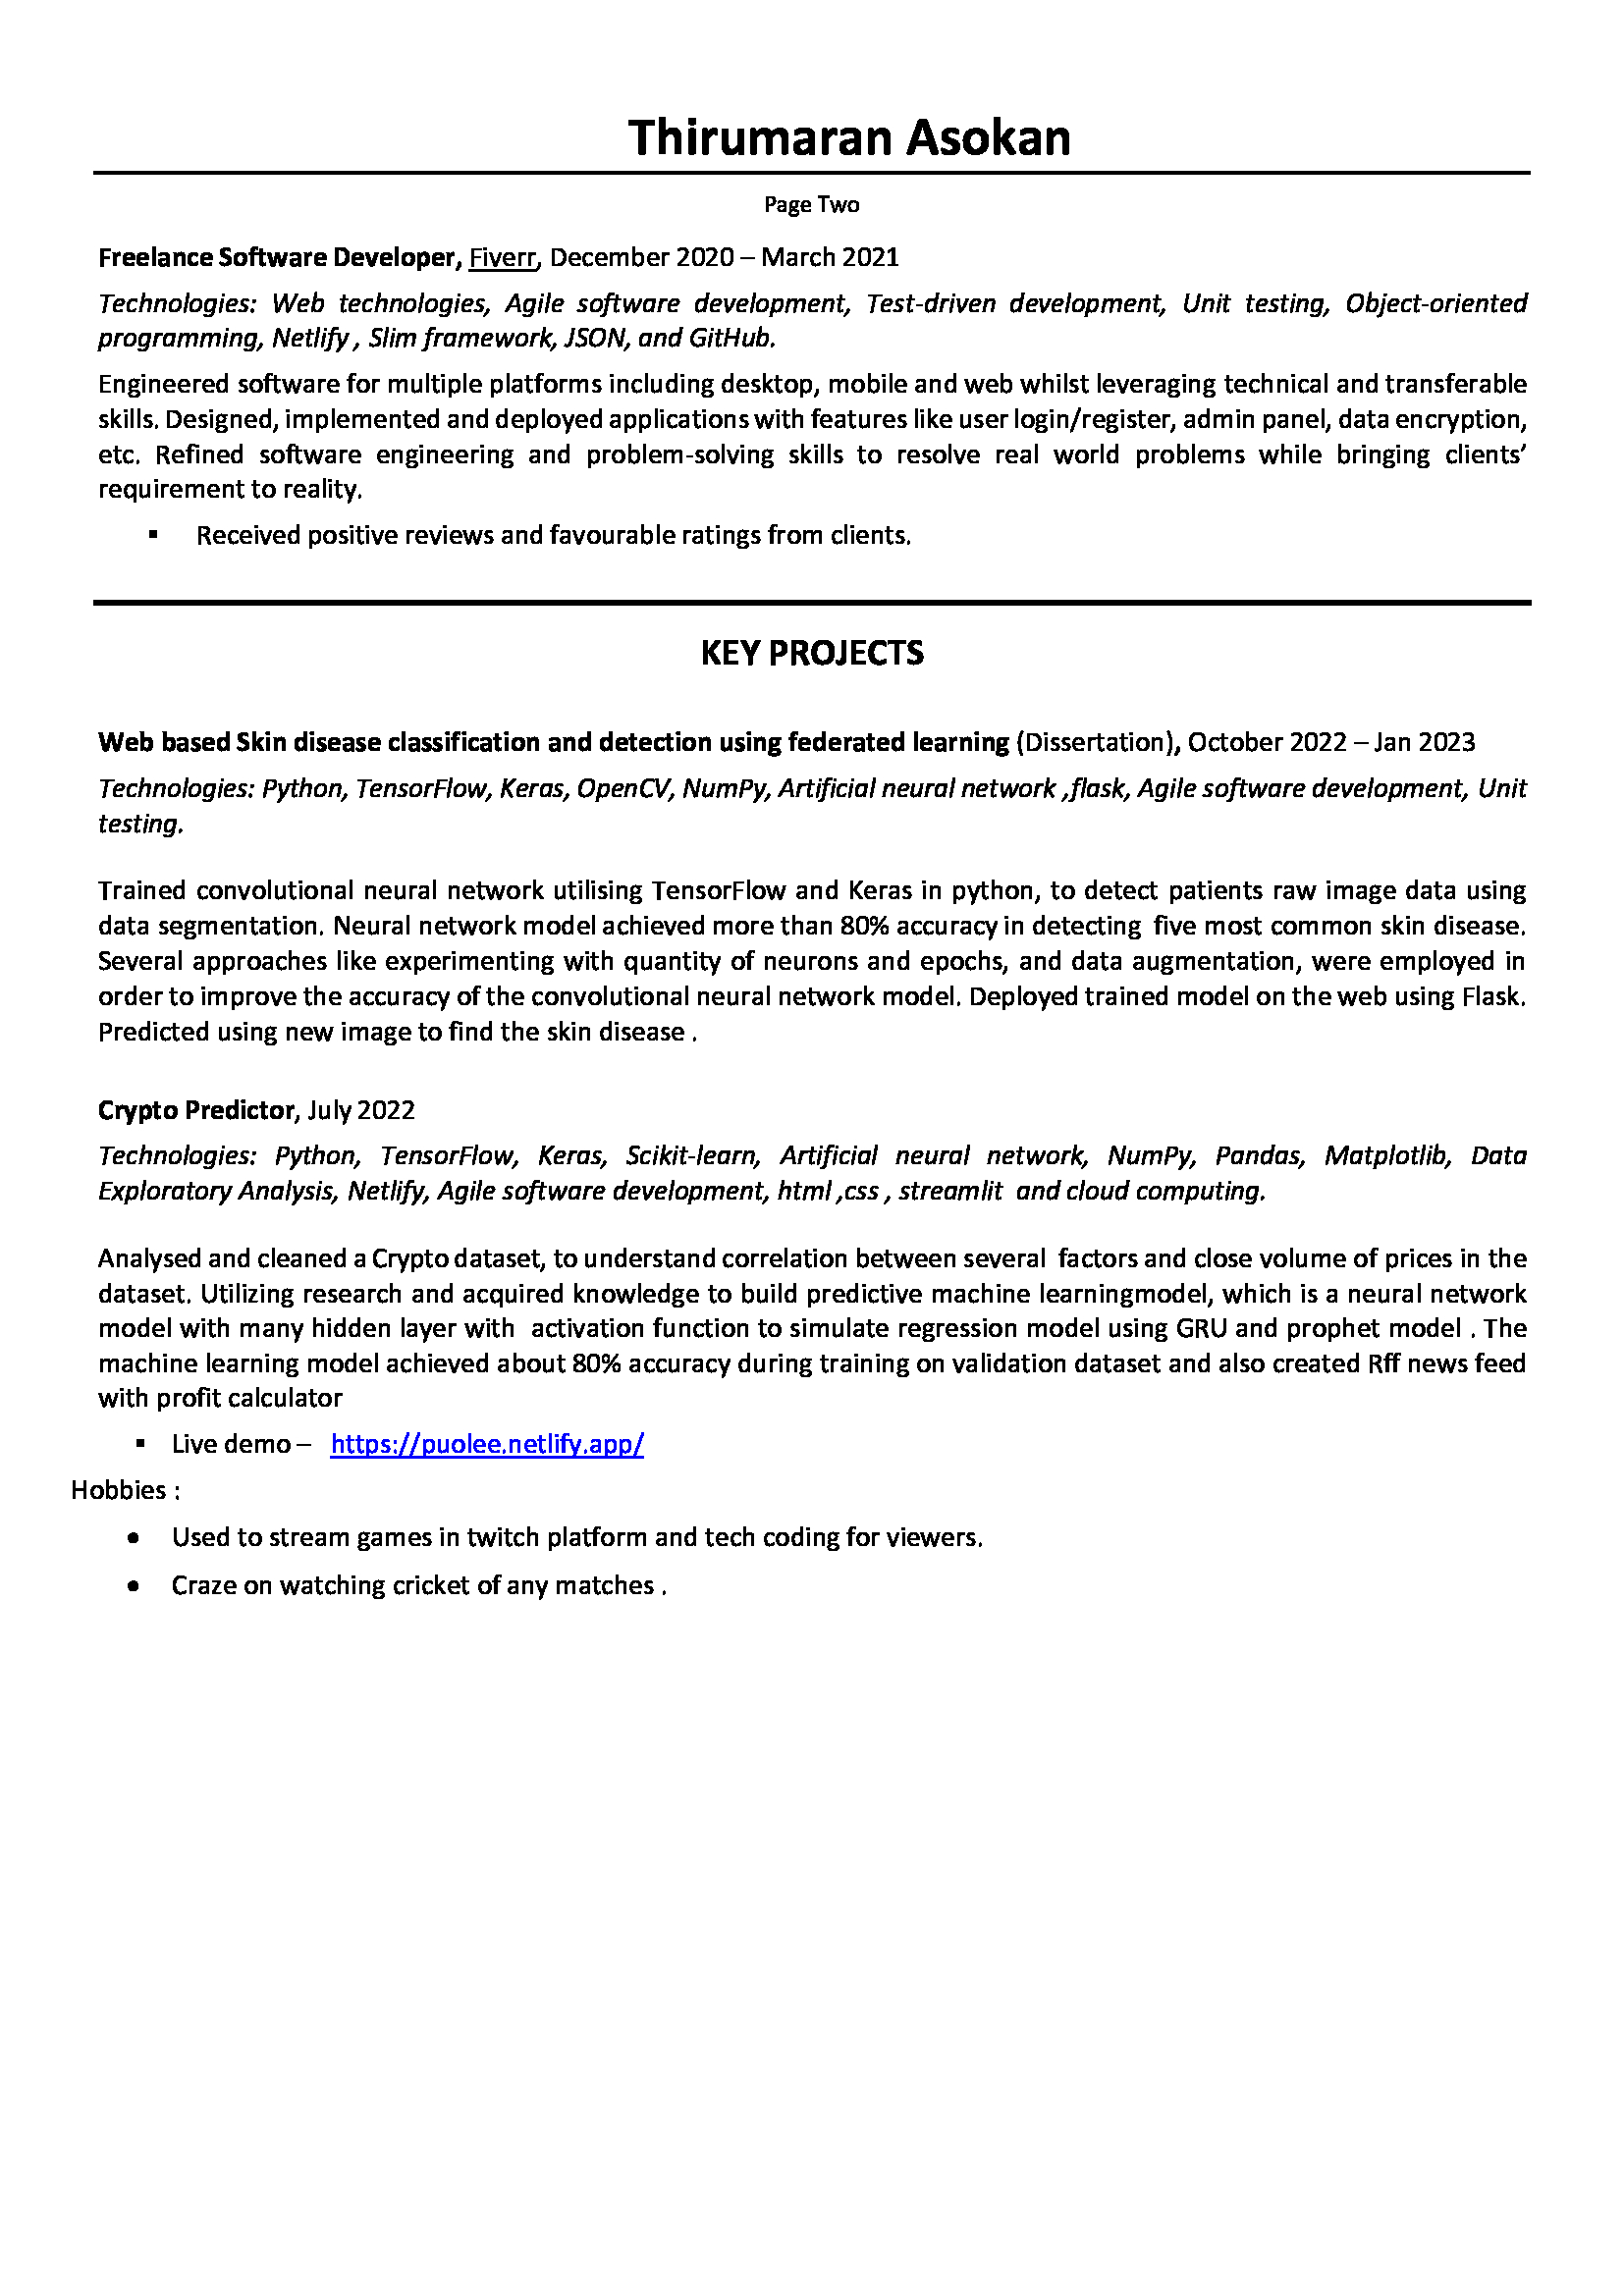 Thirumaran Asokan
Page Two
Freelance Software Developer, Fiverr, December 2020 – March 2021
Technologies: Web technologies, Agile software development, Test-driven development, Unit testing, Object-oriented
programming, Netlify , Slim framework, JSON, and GitHub.
Engineered software for multiple platforms including desktop, mobile and web whilst leveraging technical and transferable
skills. Designed, implemented and deployed applications with features like user login/register, admin panel, data encryption,
etc. Refined software engineering and problem-solving skills to resolve real world problems while bringing clients’
requirement to reality.
▪ Received positive reviews and favourable ratings from clients.
KEY PROJECTS
Web based Skin disease classification and detection using federated learning (Dissertation), October 2022 – Jan 2023
Technologies: Python, TensorFlow, Keras, OpenCV, NumPy, Artificial neural network ,flask, Agile software development, Unit
testing.
Trained convolutional neural network utilising TensorFlow and Keras in python, to detect patients raw image data using
data segmentation. Neural network model achieved more than 80% accuracy in detecting five most common skin disease.
Several approaches like experimenting with quantity of neurons and epochs, and data augmentation, were employed in
order to improve the accuracy of the convolutional neural network model. Deployed trained model on the web using Flask.
Predicted using new image to find the skin disease .
Crypto Predictor, July 2022
Technologies: Python, TensorFlow, Keras, Scikit-learn, Artificial neural network, NumPy, Pandas, Matplotlib, Data
Exploratory Analysis, Netlify, Agile software development, html ,css , streamlit and cloud computing.
Analysed and cleaned a Crypto dataset, to understand correlation between several factors and close volume of prices in the
dataset. Utilizing research and acquired knowledge to build predictive machine learningmodel, which is a neural network
model with many hidden layer with activation function to simulate regression model using GRU and prophet model . The
machine learning model achieved about 80% accuracy during training on validation dataset and also created Rff news feed
with profit calculator
▪ Live demo – https://puolee.netlify.app/
Hobbies :
• Used to stream games in twitch platform and tech coding for viewers.
• Craze on watching cricket of any matches .